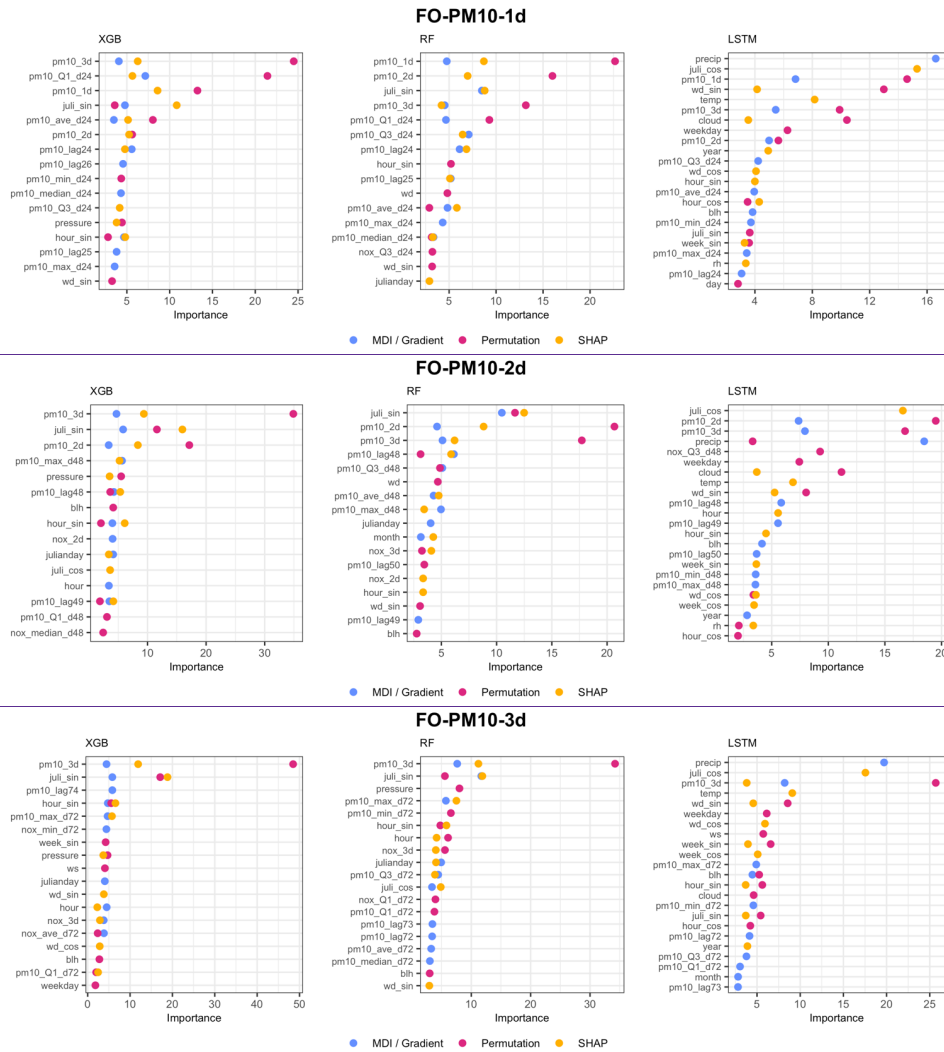 FO-PM10-1d
XGB
pm10_3d
pm10_Q1_d24
pm10_1d
juli_sin
pm10_ave_d24
pm10_2d
pm10_lag24
pm10_lag26
pm10_min_d24
pm10_median_d24
pm10_Q3_d24
pressure
hour_sin
pm10_lag25
pm10_max_d24
wd_sin
5 10 15 20 25
Importance
RF
pm10_1d
pm10_2d
juli_sin
pm10_3d
pm10_Q1_d24
pm10_Q3_d24
pm10_lag24
hour_sin
pm10_lag25
wd
pm10_ave_d24
pm10_max_d24
pm10_median_d24
nox_Q3_d24
wd_sin
julianday
5 10 15 20
Importance
LSTM
precip
juli_cos
pm10_1d
wd_sin
temp
pm10_3d
cloud
weekday
pm10_2d
year
pm10_Q3_d24
wd_cos
hour_sin
pm10_ave_d24
hour_cos
blh
pm10_min_d24
juli_sin
week_sin
pm10_max_d24
rh
pm10_lag24
day
4 8 12 16
Importance
MDI / Gradient Permutation SHAP
FO-PM10-2d
XGB
pm10_3d
juli_sin
pm10_2d
pm10_max_d48
pressure
pm10_lag48
blh
hour_sin
nox_2d
julianday
juli_cos
hour
pm10_lag49
pm10_Q1_d48
nox_median_d48
10 20 30
Importance
RF
juli_sin
pm10_2d
pm10_3d
pm10_lag48
pm10_Q3_d48
wd
pm10_ave_d48
pm10_max_d48
julianday
month
nox_3d
pm10_lag50
nox_2d
hour_sin
wd_sin
pm10_lag49
blh
5 10 15 20
Importance
LSTM
juli_cos
pm10_2d
pm10_3d
precip
nox_Q3_d48
weekday
cloud
temp
wd_sin
pm10_lag48
hour
pm10_lag49
hour_sin
blh
pm10_lag50
week_sin
pm10_min_d48
pm10_max_d48
wd_cos
week_cos
year
rh
hour_cos
5 10 15 20
Importance
MDI / Gradient Permutation SHAP
FO-PM10-3d
XGB
pm10_3d
juli_sin
pm10_lag74
hour_sin
pm10_max_d72
nox_min_d72
week_sin
pressure
ws
julianday
wd_sin
hour
nox_3d
nox_ave_d72
wd_cos
blh
pm10_Q1_d72
weekday
0 10 20 30 40 50
Importance
RF
pm10_3d
juli_sin
pressure
pm10_max_d72
pm10_min_d72
hour_sin
hour
nox_3d
julianday
pm10_Q3_d72
juli_cos
nox_Q1_d72
pm10_Q1_d72
pm10_lag73
pm10_lag72
pm10_ave_d72
pm10_median_d72
blh
wd_sin
10 20 30
Importance
LSTM
precip
juli_cos
pm10_3d
temp
wd_sin
weekday
wd_cos
ws
week_sin
week_cos
pm10_max_d72
blh
hour_sin
cloud
pm10_min_d72
juli_sin
hour_cos
pm10_lag72
year
pm10_Q3_d72
pm10_Q1_d72
month
pm10_lag73
5 10 15 20 25
Importance
MDI / Gradient Permutation SHAP